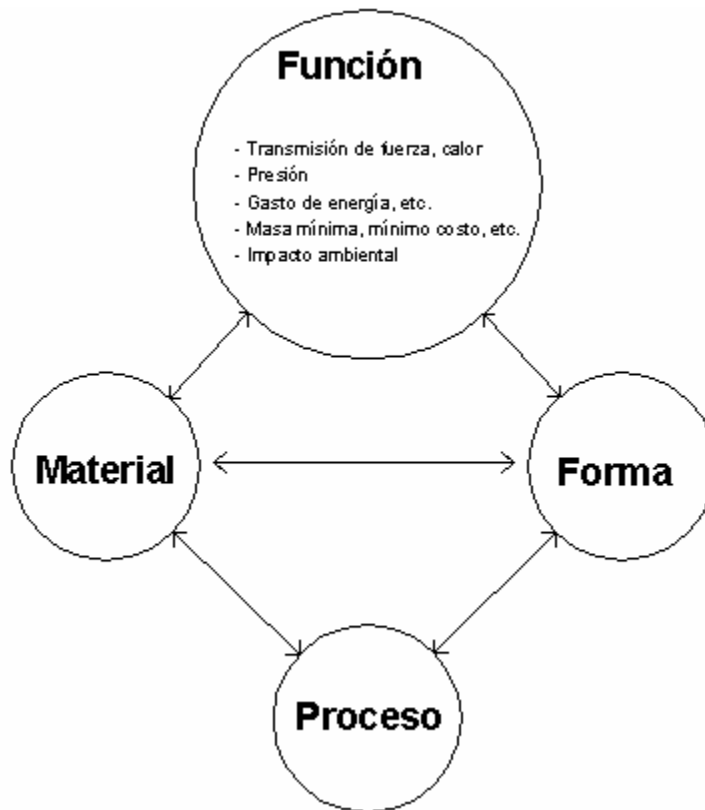 Función
- Transmisión de fuerza, calor
- Presión
- Gasto de energía, etc.
- Masa mínima, mínimo costo, etc.
- Impacto ambiental
Material
Forma
Proceso